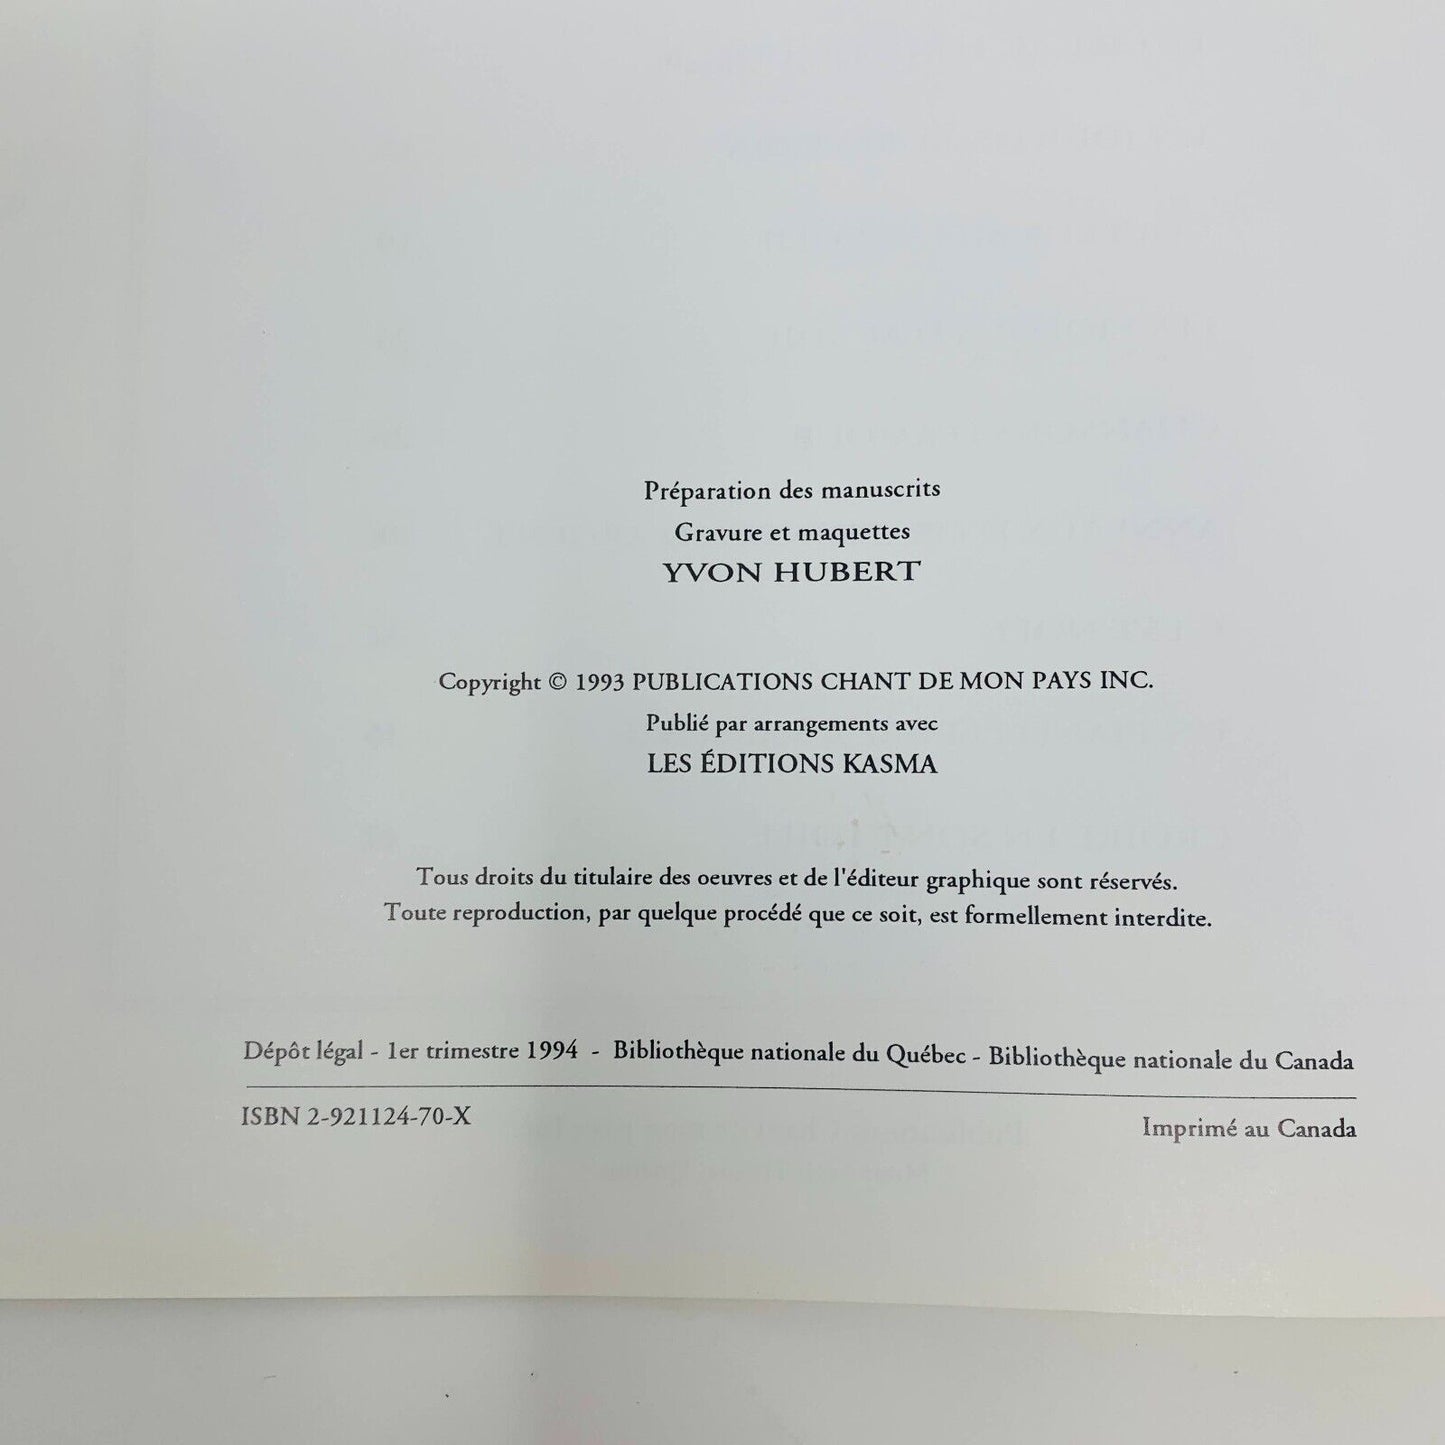 Préparation des manuscrits
Gravure et maquettes
YVON HUBERT
Copyright © 1993 PUBLICATIONS CHANT DE MON PAYS INC.
Publié par arrangements avec
LES ÉDITIONS KASMA
Tous droits du titulaire des oeuvres et de l'éditeur graphique sont réservés.
Toute reproduction, par quelque procédé que ce soit, est formellement interdite.
Dépôt légal - 1er trimestre 1994 - Bibliothèque nationale du Québec - Bibliothèque nationale du Canada
ISBN 2-921124-70-X
Imprimé au Canada